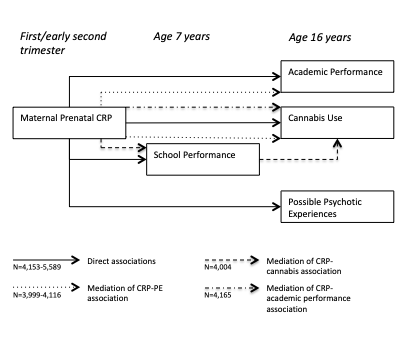 First/early second
trimester
Age 7 years
Age 16 years
Academic Performance
Maternal Prenatal CRP
Cannabis Use
School Performance
Possible Psychotic
Experiences
Direct associations
N=4,153-5,589
Mediation of CRP-PE
association
N=3,999-4,116
Mediation of CRP-
cannabis association
N=4,004
Mediation of CRP-
academic performance
association
N=4,165